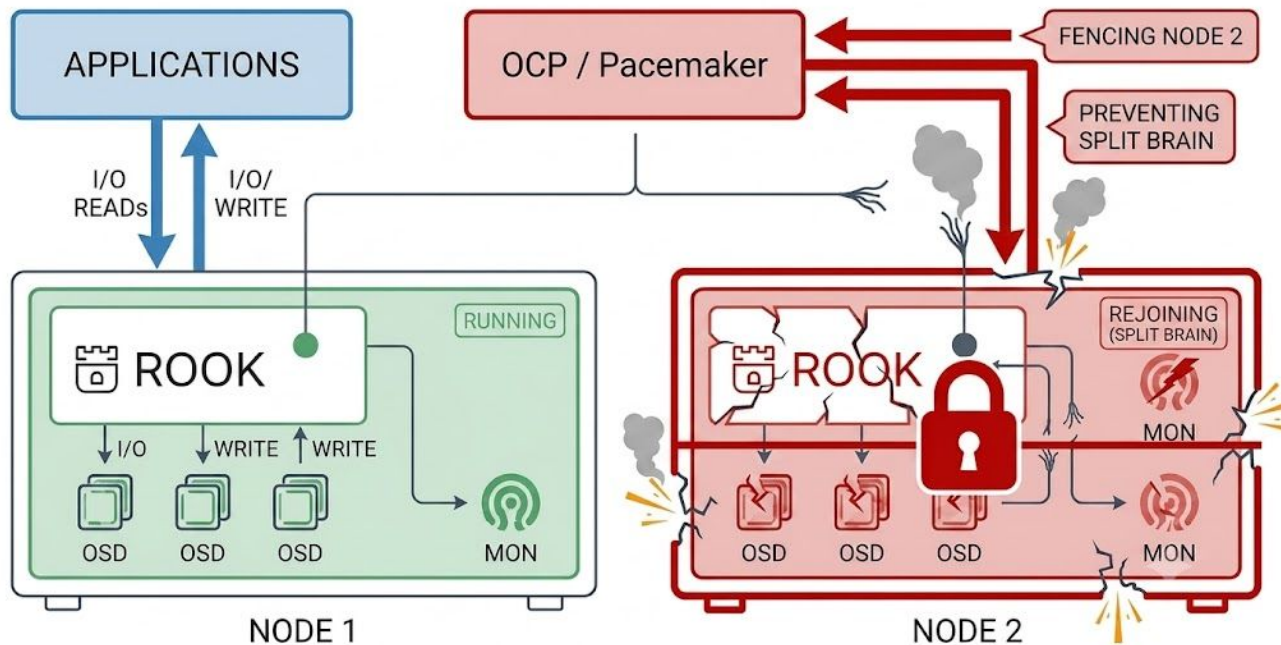 APPLICATIONS
OCP / Pacemaker
FENCING NODE 2
PREVENTING
SPLIT BRAIN
I/O
READs
I/O/
WRITE
ROOK
RUNNING
I/O
WRITE
WRITE
OSD
OSD
OSD
MON
NODE 1
ROOK
REJOINING
(SPLIT BRAIN)
MON
OSD
OSD
OSD
MON
NODE 2